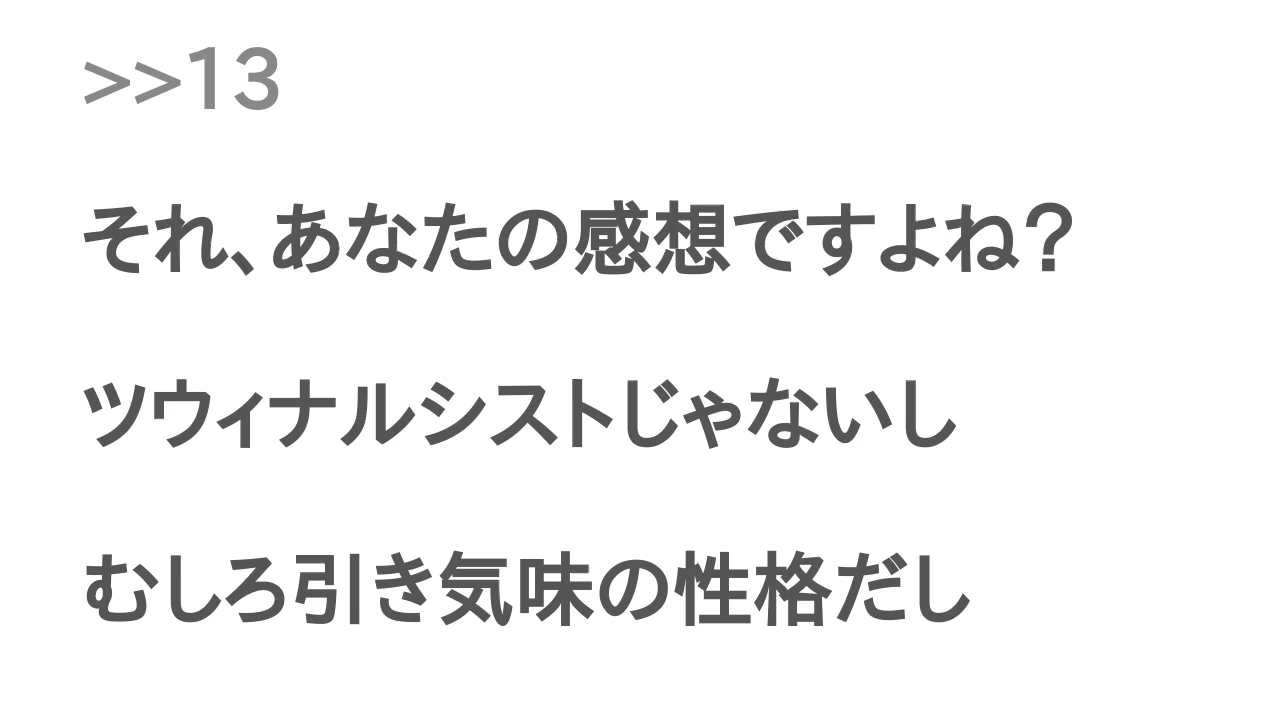 >>13
それ、あなたの感想ですよね？
ツウィナルシストじゃないし
むしろ引き気味の性格だし